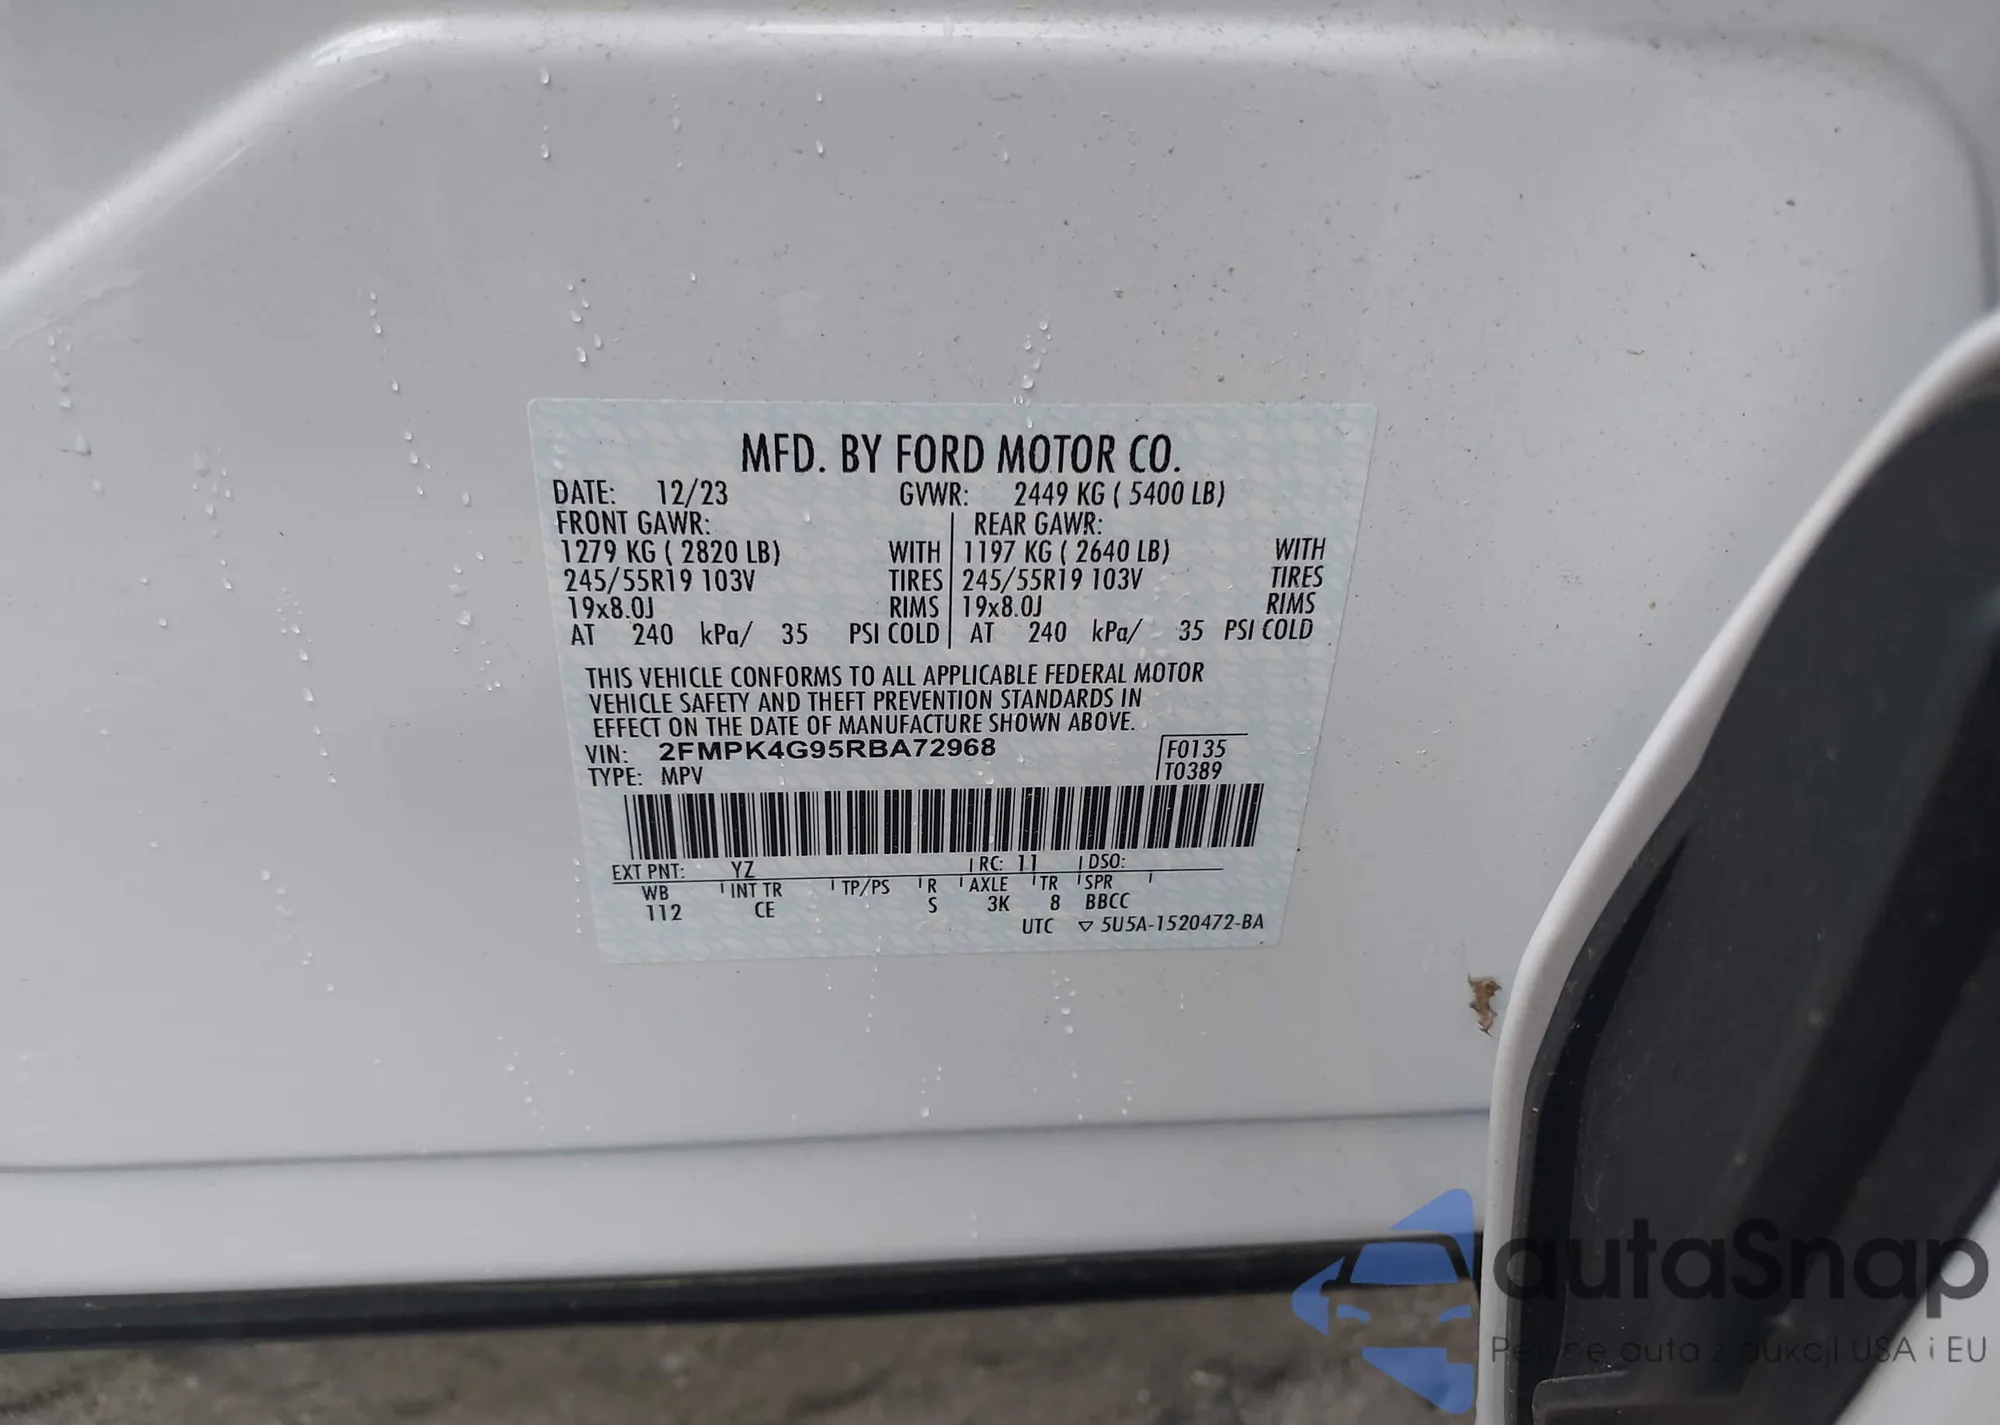 MFD. BY FORD MOTOR CO.
DATE: 12/23 GVWR: 2449 KG ( 5400 LB)
FRONT GAWR: REAR GAWR:
1279 KG ( 2820 LB) WITH 1197 KG ( 2640 LB) WITH
245/55R19 103V TIRES 245/55R19 103V TIRES
19x8.0J RIMS 19x8.0J RIMS
AT 240 kPa/ 35 PSI COLD AT 240 kPa/ 35 PSI COLD
THIS VEHICLE CONFORMS TO ALL APPLICABLE FEDERAL MOTOR
VEHICLE SAFETY AND THEFT PREVENTION STANDARDS IN
EFFECT ON THE DATE OF MANUFACTURE SHOWN ABOVE.
VIN: 2FMPK4G95RBA72968 F0135
TYPE: MPV T0389
EXT PNT: YZ RC: 11 DSO:
WB INT TR TP/PS R AXLE TR SPR
112 CE S 3K 8 BBCC
UTC ▽ 5U5A-1520472-BA
autaSnap
Pewne auta z aukcji USA i EU